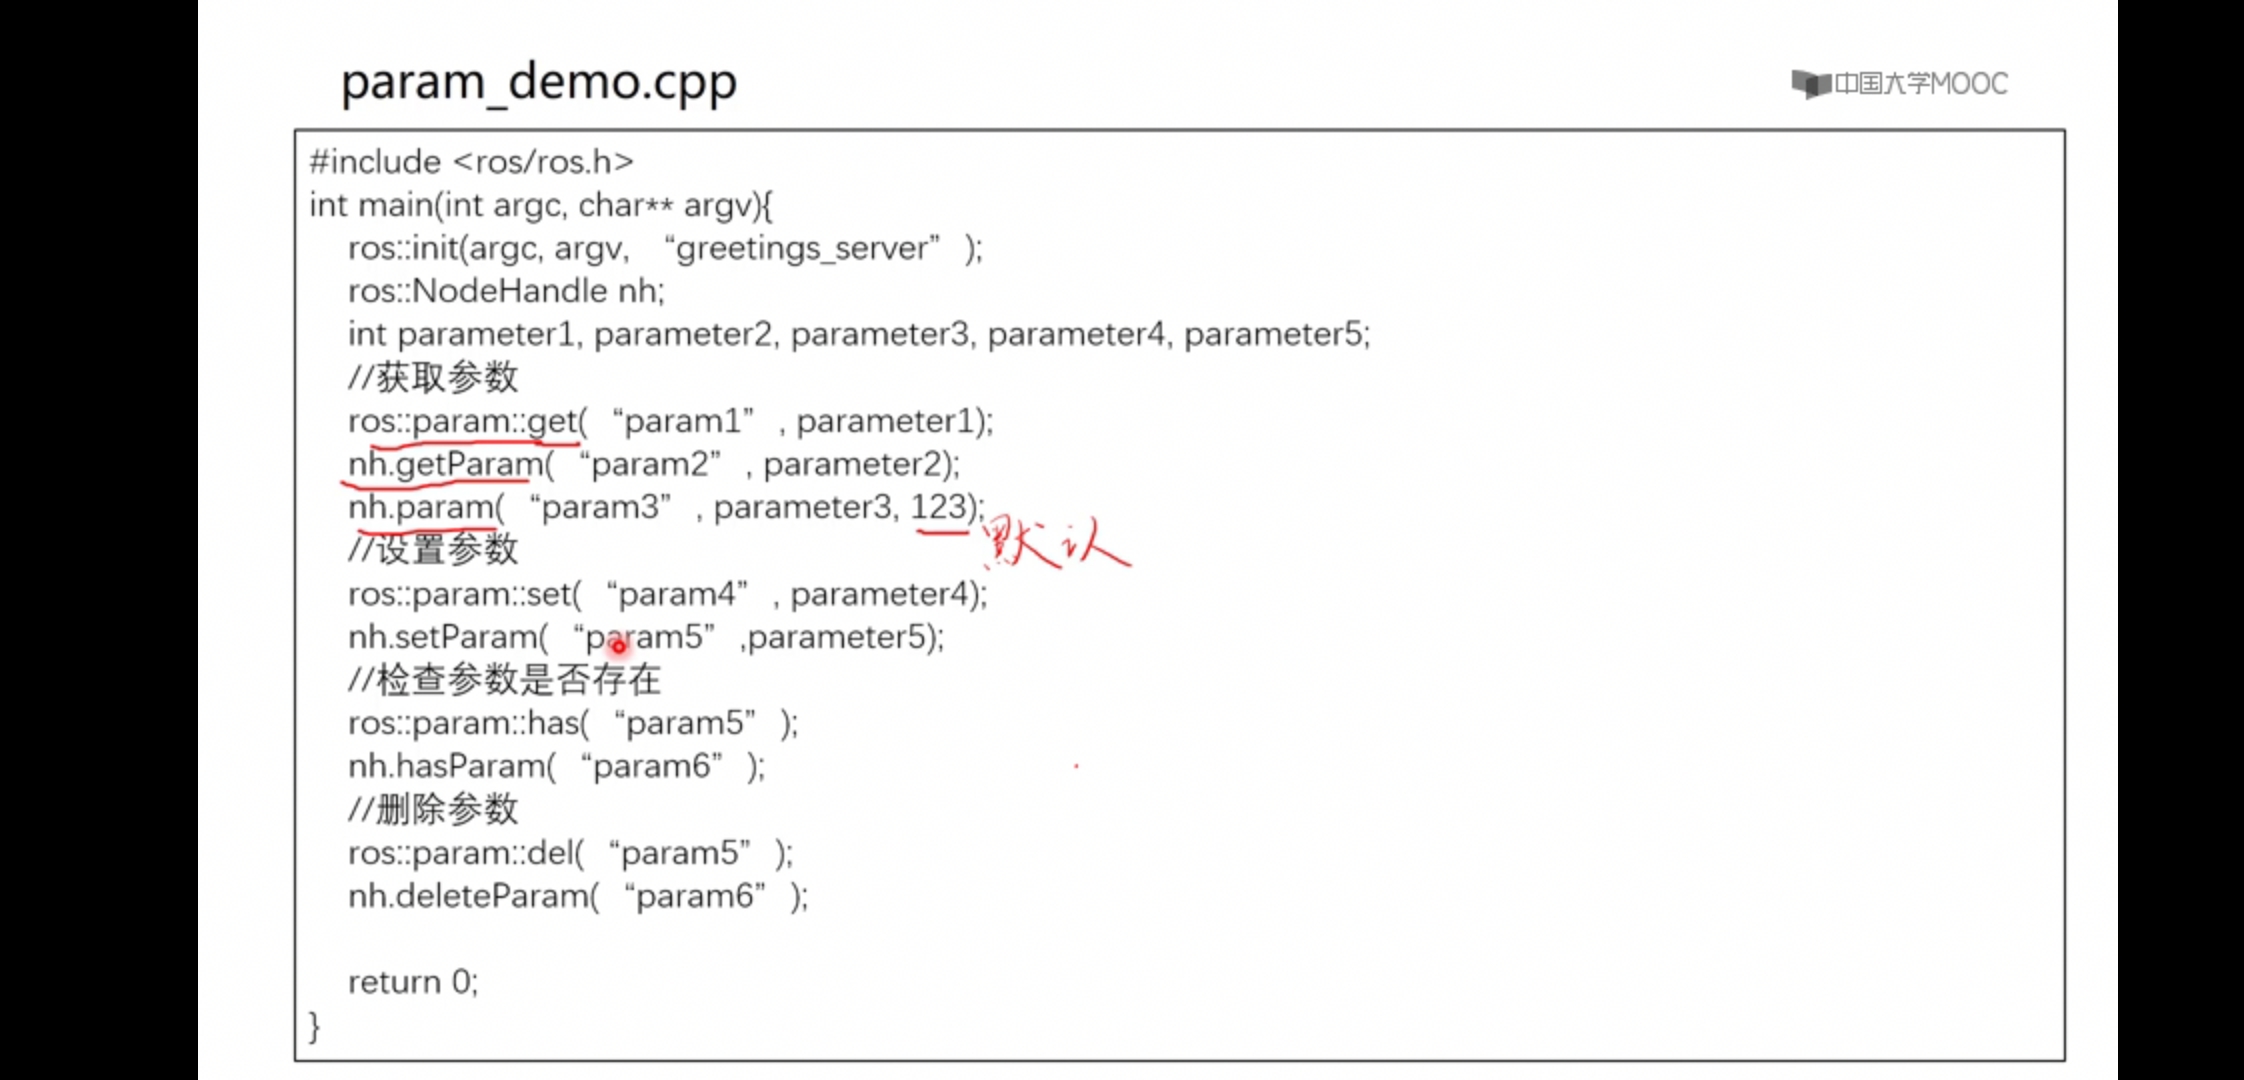 param_demo.cpp
中国大学MOOC
#include <ros/ros.h>
int main(int argc, char** argv){
ros::init(argc, argv, “greetings_server” );
ros::NodeHandle nh;
int parameter1, parameter2, parameter3, parameter4, parameter5;
//获取参数
ros::param::get( “param1” , parameter1);
nh.getParam( “param2” , parameter2);
nh.param( “param3” , parameter3, 123);
默认
//设置参数
ros::param::set( “param4” , parameter4);
nh.setParam( “param5” ,parameter5);
//检查参数是否存在
ros::param::has( “param5” );
nh.hasParam( “param6” );
//删除参数
ros::param::del( “param5” );
nh.deleteParam( “param6” );
return 0;
}